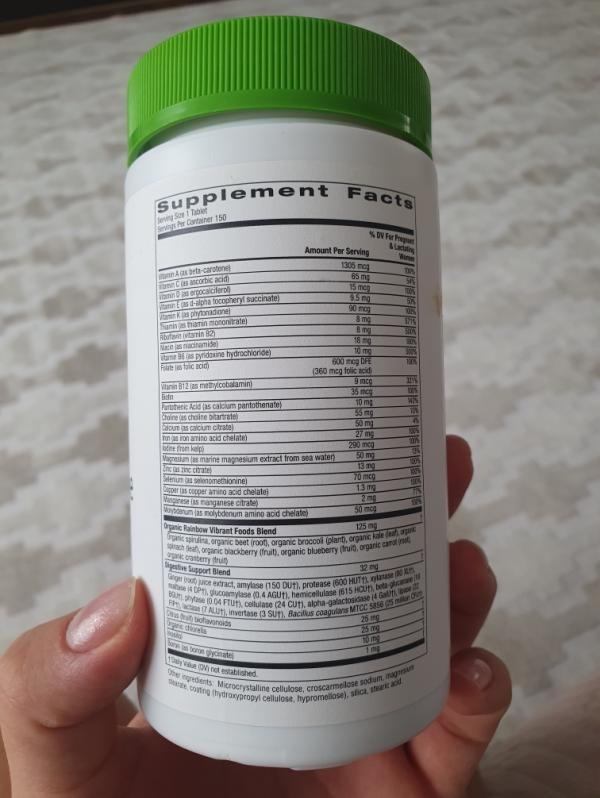 Supplement Facts
Serving Size 1 Tablet
Servings Per Container 150
Amount Per Serving % DV For Pregnant & Lactating Women
Vitamin A (as beta-carotene) 1305 mcg 100%
Vitamin C (as ascorbic acid) 65 mg 54%
Vitamin D (as ergocalciferol) 15 mcg 100%
Vitamin E (as d-alpha tocopheryl succinate) 9.5 mg 50%
Vitamin K (as phytonadione) 90 mcg 100%
Thiamin (as thiamin mononitrate) 8 mg 571%
Riboflavin (vitamin B2) 8 mg 500%
Niacin (as niacinamide) 18 mg 100%
Vitamin B6 (as pyridoxine hydrochloride) 10 mg 500%
Folate (as folic acid) 600 mcg DFE 100%
(360 mcg folic acid)
Vitamin B12 (as methylcobalamin) 9 mcg 321%
Biotin 35 mcg 100%
Pantothenic Acid (as calcium pantothenate) 10 mg 143%
Choline (as choline bitartrate) 55 mg 10%
Calcium (as calcium citrate) 50 mg 4%
Iron (as iron amino acid chelate) 27 mg 100%
Iodine (from kelp) 290 mcg 100%
Magnesium (as marine magnesium extract from sea water) 50 mg 13%
Zinc (as zinc citrate) 13 mg 100%
Selenium (as selenomethionine) 70 mcg 100%
Copper (as copper amino acid chelate) 1.3 mg 100%
Manganese (as manganese citrate) 2 mg 77%
Molybdenum (as molybdenum amino acid chelate) 50 mcg 100%
Organic Rainbow Vibrant Foods Blend 125 mg †
Organic spirulina, organic beet (root), organic broccoli (plant), organic kale (leaf), organic
spinach (leaf), organic blackberry (fruit), organic blueberry (fruit), organic carrot (root),
organic cranberry (fruit)
Digestive Support Blend 32 mg †
Ginger (root) juice extract, amylase (150 DU†), protease (600 HUT†), xylanase
maltase (4 DP†), glucoamylase (0.4 AGU†), hemicellulase (615 HCU†), beta-glucanase
phytase (0.04 FTU†), cellulase (24 CU†), alpha-galactosidase (4 GalU†), lipase
lactase (7 ALU†), invertase (3 SU†), Bacillus coagulans MTCC 5856 (25 million
Citrus (fruit) bioflavonoids 25 mg
Organic chlorella 25 mg
Inositol 10 mg
Boron (as boron glycinate) 1 mg
† Daily Value (DV) not established.
Other ingredients: Microcrystalline cellulose, croscarmellose sodium, magnesium
stearate, coating (hydroxypropyl cellulose, hypromellose), silica, stearic acid.